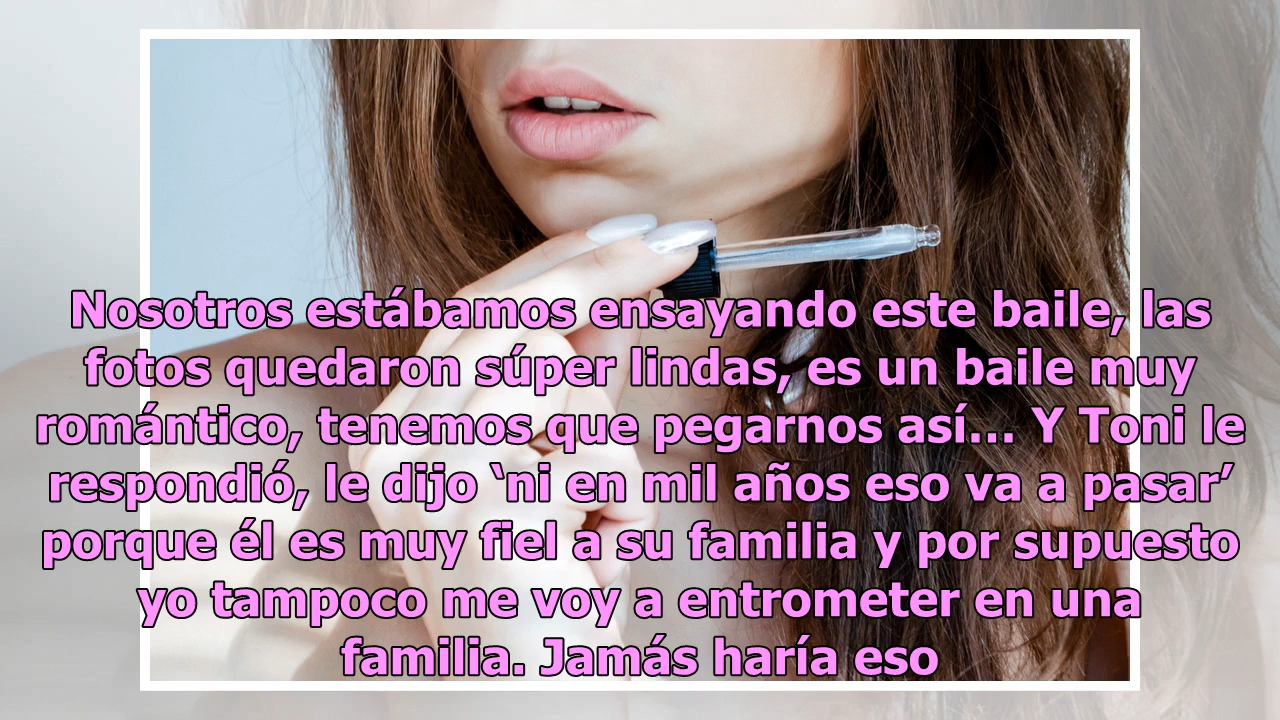 Nosotros estábamos ensayando este baile, las
fotos quedaron súper lindas, es un baile muy
romántico, tenemos que pegarnos así... Y Toni le
respondió, le dijo ‘ni en mil años eso va a pasar’
porque él es muy fiel a su familia y por supuesto
yo tampoco me voy a entrometer en una
familia. Jamás haría eso